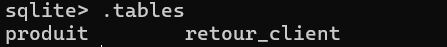 sqlite> .tables
produit        retour_client